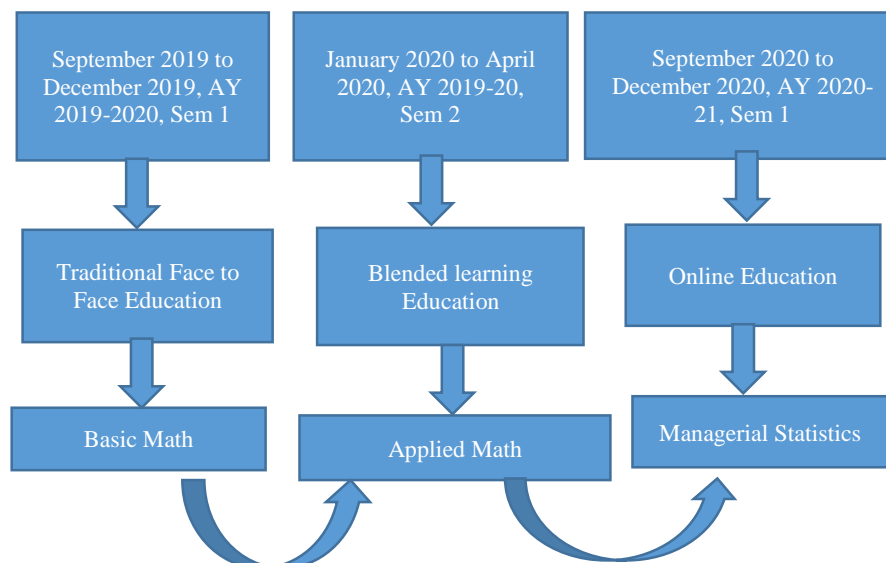 September 2019 to
December 2019, AY
2019-2020, Sem 1
January 2020 to April
2020, AY 2019-20,
Sem 2
September 2020 to
December 2020, AY 2020-
21, Sem 1
Traditional Face to
Face Education
Blended learning
Education
Online Education
Basic Math
Applied Math
Managerial Statistics